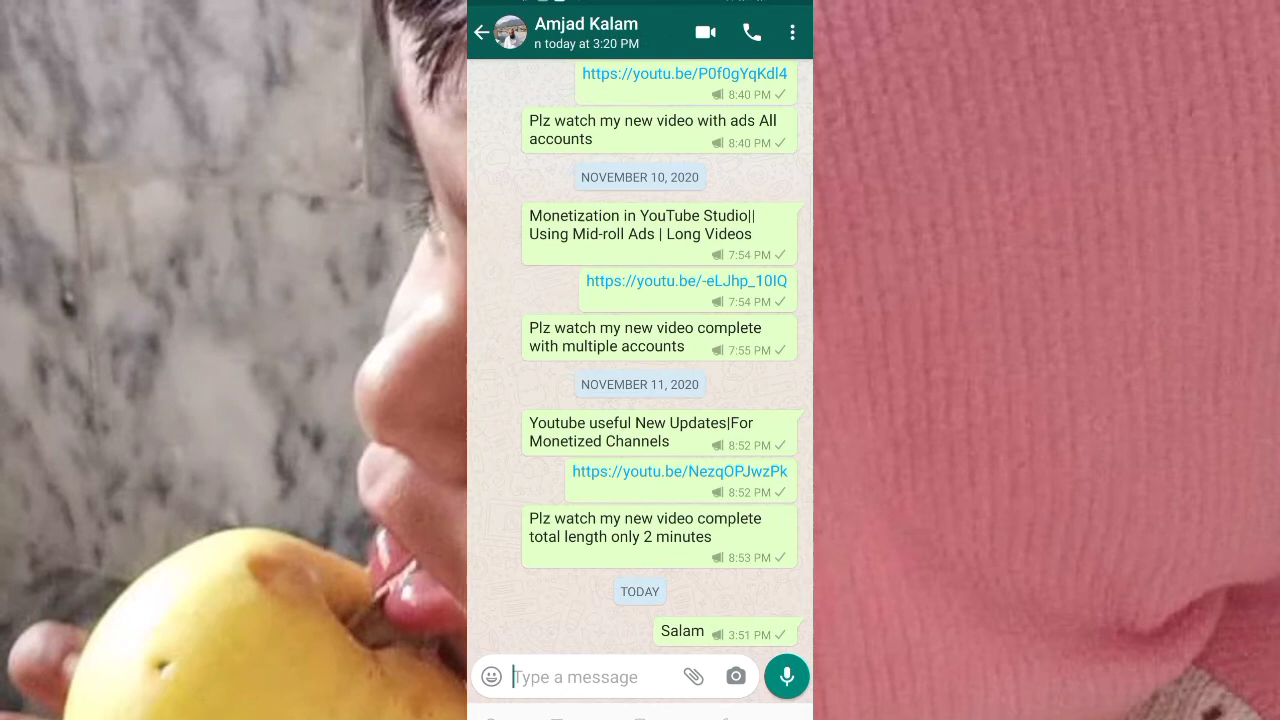 Amjad Kalam
n today at 3:20 PM
https://youtu.be/P0f0gYqKdl4
8:40 PM
Plz watch my new video with ads All
accounts
8:40 PM
NOVEMBER 10, 2020
Monetization in YouTube Studio||
Using Mid-roll Ads | Long Videos
7:54 PM
https://youtu.be/-eLJhp_10IQ
7:54 PM
Plz watch my new video complete
with multiple accounts
7:55 PM
NOVEMBER 11, 2020
Youtube useful New Updates|For
Monetized Channels
8:52 PM
https://youtu.be/NezqOPJwzPk
8:52 PM
Plz watch my new video complete
total length only 2 minutes
8:53 PM
TODAY
Salam
3:51 PM
Type a message